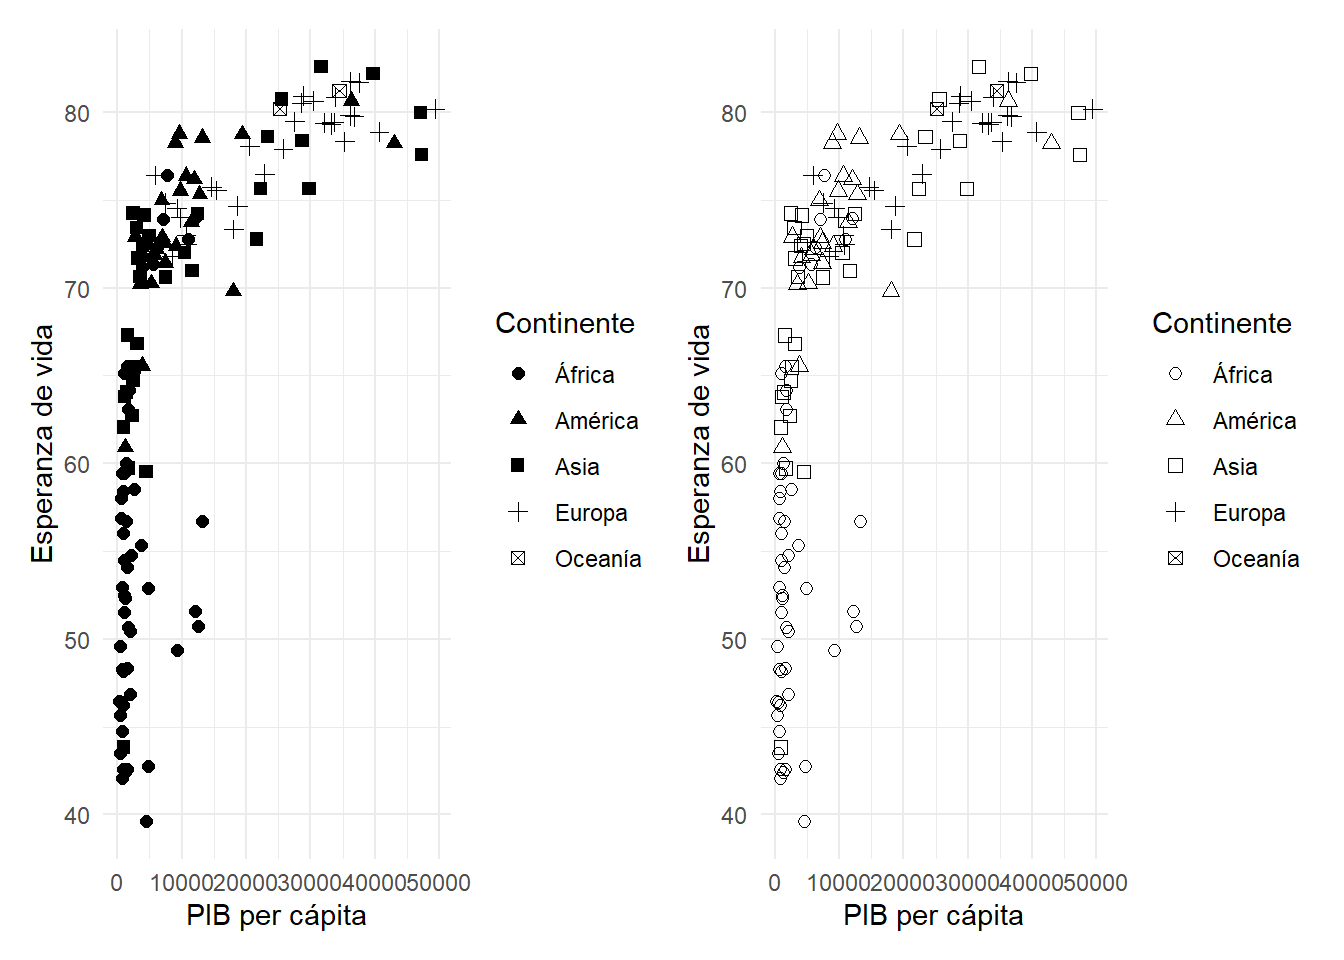 80
70
60
50
40
Esperanza de vida
0 10000 20000 30000 40000 50000
PIB per cápita
Continente
África
América
Asia
Europa
Oceanía
80
70
60
50
40
Esperanza de vida
0 10000 20000 30000 40000 50000
PIB per cápita
Continente
África
América
Asia
Europa
Oceanía